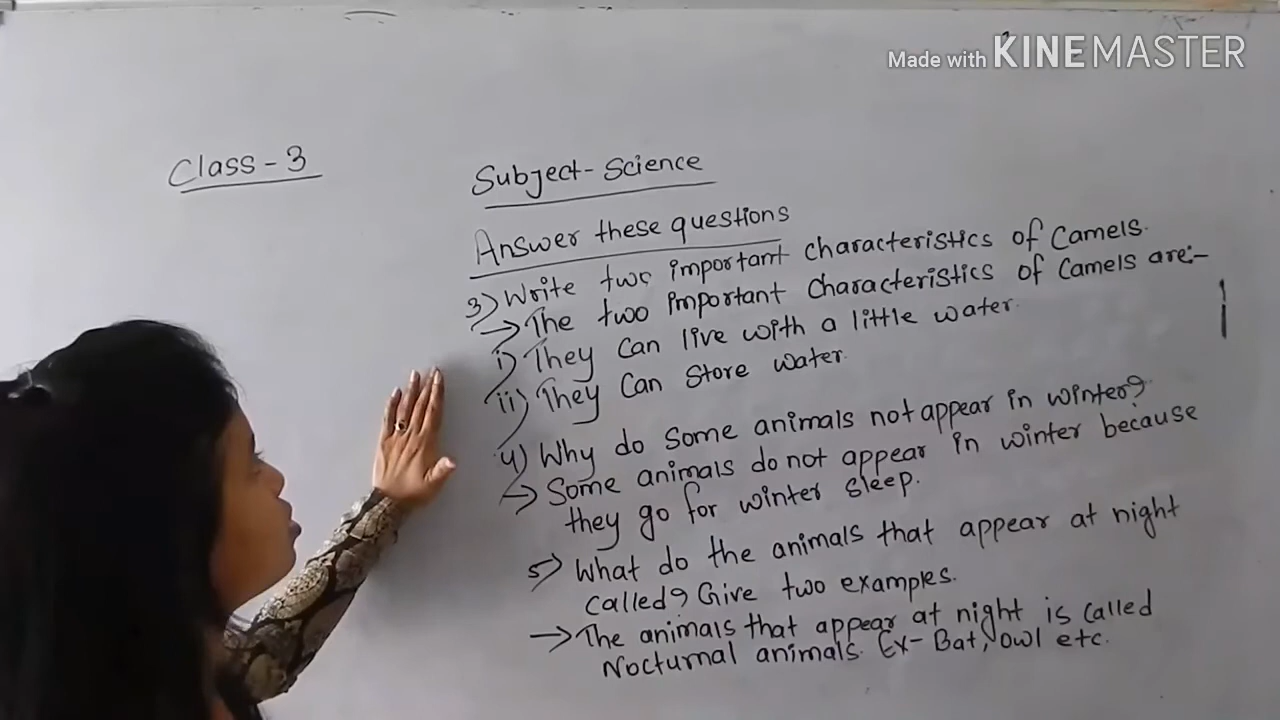 Made with KINEMASTER
Class - 3
Subject - Science
Answer these questions
3) Write two important characteristics of Camels.
→ The two important characteristics of Camels are:-
i) They can live with a little water.
ii) They can store water.
4) Why do some animals not appear in winter?
→ Some animals do not appear in winter because
they go for winter sleep.
5) What do the animals that appear at night
called? Give two examples.
→ The animals that appear at night is called
Nocturnal animals. Ex- Bat, owl etc.